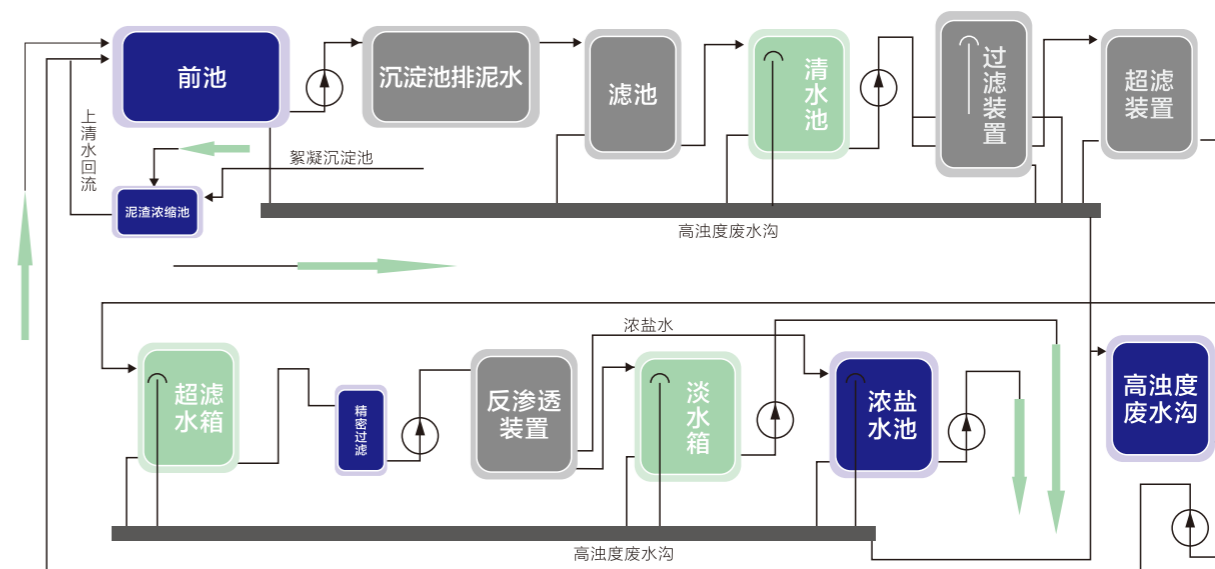 前池
沉淀池排泥水
滤池
清
水
池
过
滤
装
置
超滤
装置
上
清
水
回
流
絮凝沉淀池
泥渣浓缩池
高浊度废水沟
浓盐水
超滤
水箱
精
密
过
滤
反渗透
装置
淡
水
箱
浓盐
水池
高浊度
废水沟
高浊度废水沟